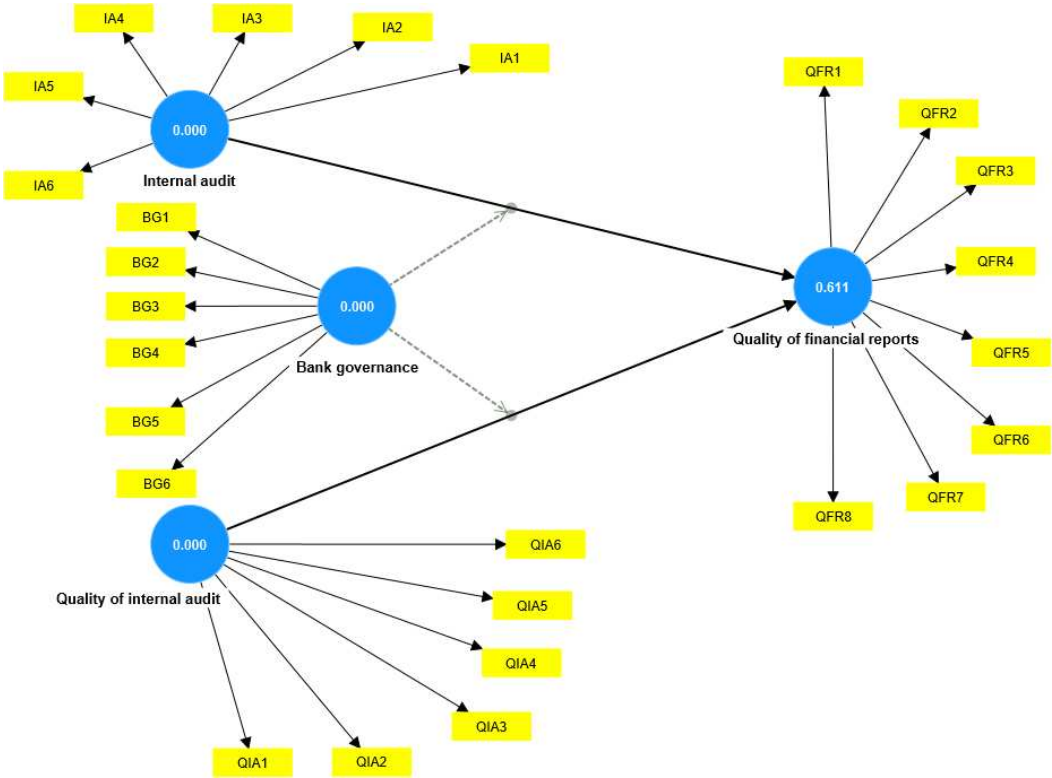 IA4
IA3
IA2
IA1
IA5
IA6
0.000
Internal audit
BG1
BG2
BG3
BG4
BG5
BG6
0.000
Bank governance
QFR1
QFR2
QFR3
QFR4
QFR5
QFR6
QFR7
QFR8
0.611
Quality of financial reports
0.000
Quality of internal audit
QIA6
QIA5
QIA4
QIA3
QIA2
QIA1